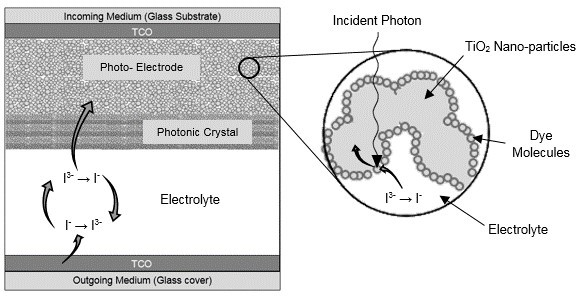 Incoming Medium (Glass Substrate)
TCO
Photo- Electrode
Photonic Crystal
I³⁻ → I⁻
Electrolyte
I⁻ → I³⁻
TCO
Outgoing Medium (Glass cover)
Incident Photon
TiO₂ Nano-particles
Dye
Molecules
I³⁻ → I⁻
Electrolyte